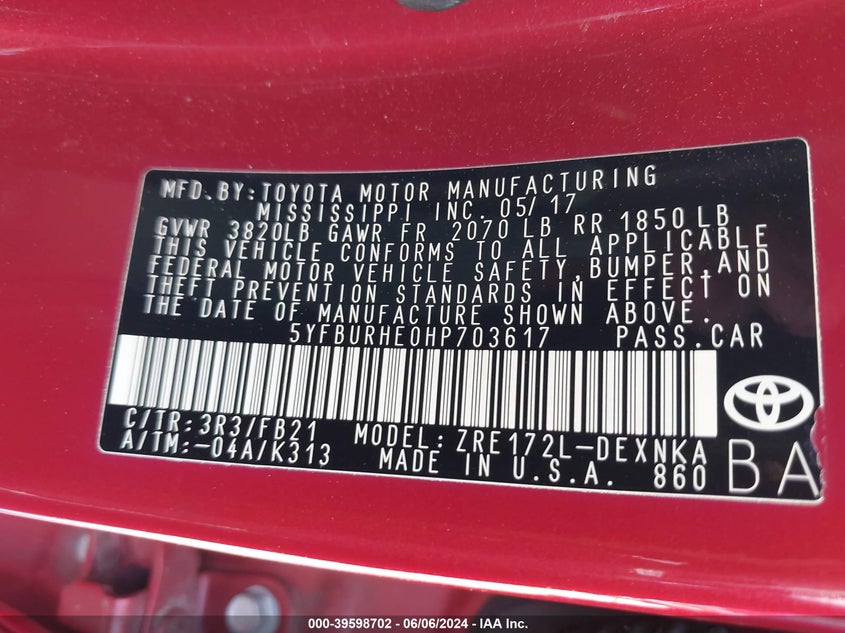 MFD.BY:TOYOTA MOTOR MANUFACTURING
MISSISSIPPI INC. 05/17
GVWR 3820LB GAWR FR 2070 LB RR 1850 LB
THIS VEHICLE CONFORMS TO ALL APPLICABLE
FEDERAL MOTOR VEHICLE SAFETY,BUMPER,AND
THEFT PREVENTION STANDARDS IN EFFECT ON
THE DATE OF MANUFACTURE SHOWN ABOVE.
5YFBURHE0HP703617 PASS.CAR
C/TR:3R3/FB21 MODEL:ZRE172L-DEXNKA
A/TM:-04A/K313 MADE IN U.S.A. 860
BA
000-39598702 - 06/06/2024 - IAA Inc.